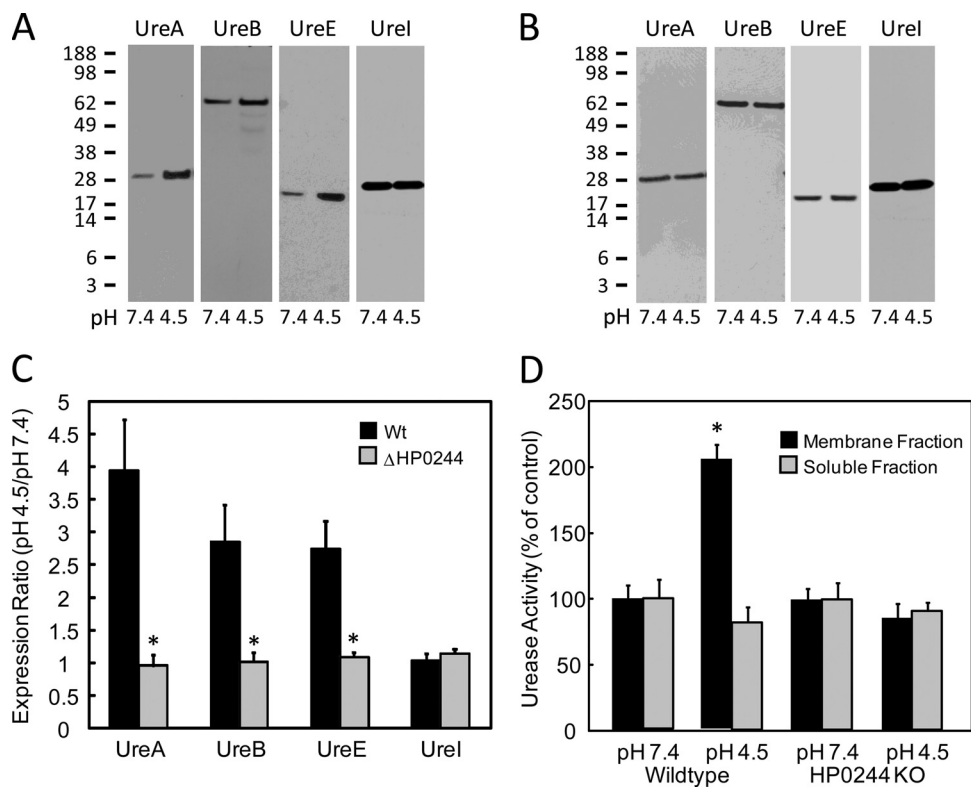 A
UreA UreB UreE UreI
188
98
62
49
38
28
17
14
6
3
pH 7.4 4.5 7.4 4.5 7.4 4.5 7.4 4.5
B
UreA UreB UreE UreI
188
98
62
49
38
28
17
14
6
3
pH 7.4 4.5 7.4 4.5 7.4 4.5 7.4 4.5
C
Expression Ratio (pH 4.5/pH 7.4)
5
4.5
4
3.5
3
2.5
2
1.5
1
0.5
0
Wt
ΔHP0244
* * *
UreA UreB UreE UreI
D
Urease Activity (% of control)
250
200
150
100
50
0
*
Membrane Fraction
Soluble Fraction
pH 7.4 pH 4.5 pH 7.4 pH 4.5
Wildtype HP0244 KO